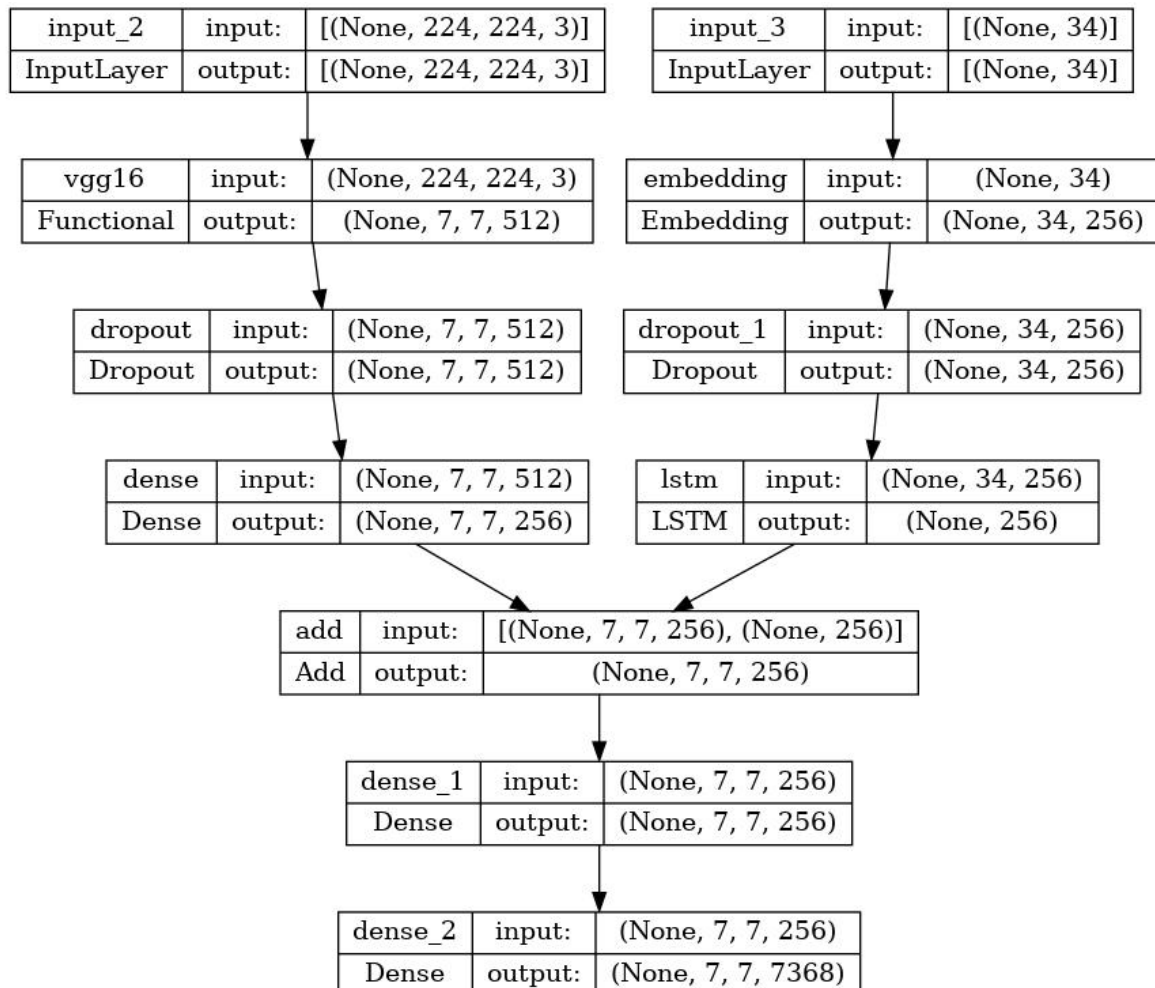 input_2 input: [(None, 224, 224, 3)]
InputLayer output: [(None, 224, 224, 3)]
input_3 input: [(None, 34)]
InputLayer output: [(None, 34)]
vgg16 input: (None, 224, 224, 3)
Functional output: (None, 7, 7, 512)
embedding input: (None, 34)
Embedding output: (None, 34, 256)
dropout input: (None, 7, 7, 512)
Dropout output: (None, 7, 7, 512)
dropout_1 input: (None, 34, 256)
Dropout output: (None, 34, 256)
dense input: (None, 7, 7, 512)
Dense output: (None, 7, 7, 256)
lstm input: (None, 34, 256)
LSTM output: (None, 256)
add input: [(None, 7, 7, 256), (None, 256)]
Add output: (None, 7, 7, 256)
dense_1 input: (None, 7, 7, 256)
Dense output: (None, 7, 7, 256)
dense_2 input: (None, 7, 7, 256)
Dense output: (None, 7, 7, 7368)